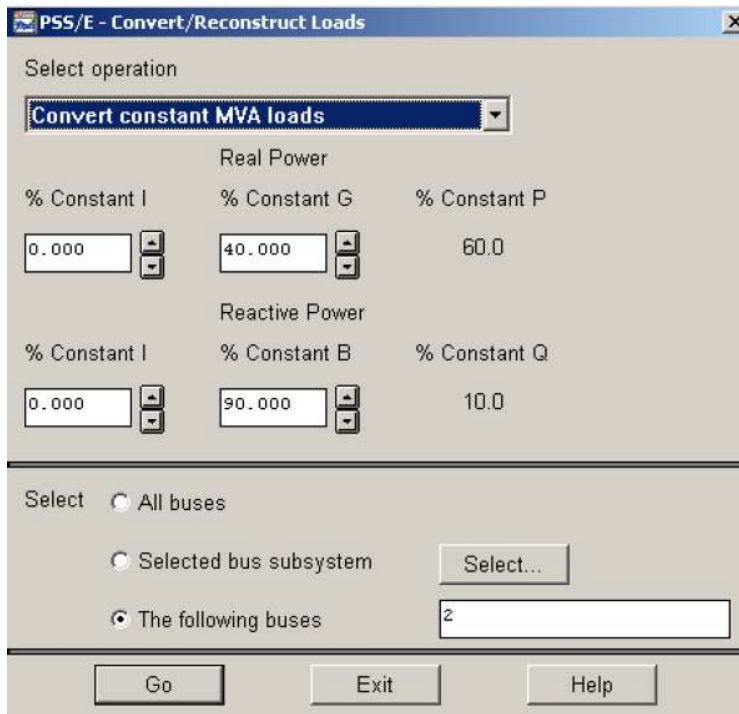 PSS/E - Convert/Reconstruct Loads
Select operation
Convert constant MVA loads
Real Power
% Constant I % Constant G % Constant P
0.000 40.000 60.0
Reactive Power
% Constant I % Constant B % Constant Q
0.000 90.000 10.0
Select All buses
Selected bus subsystem Select...
The following buses 2
Go Exit Help